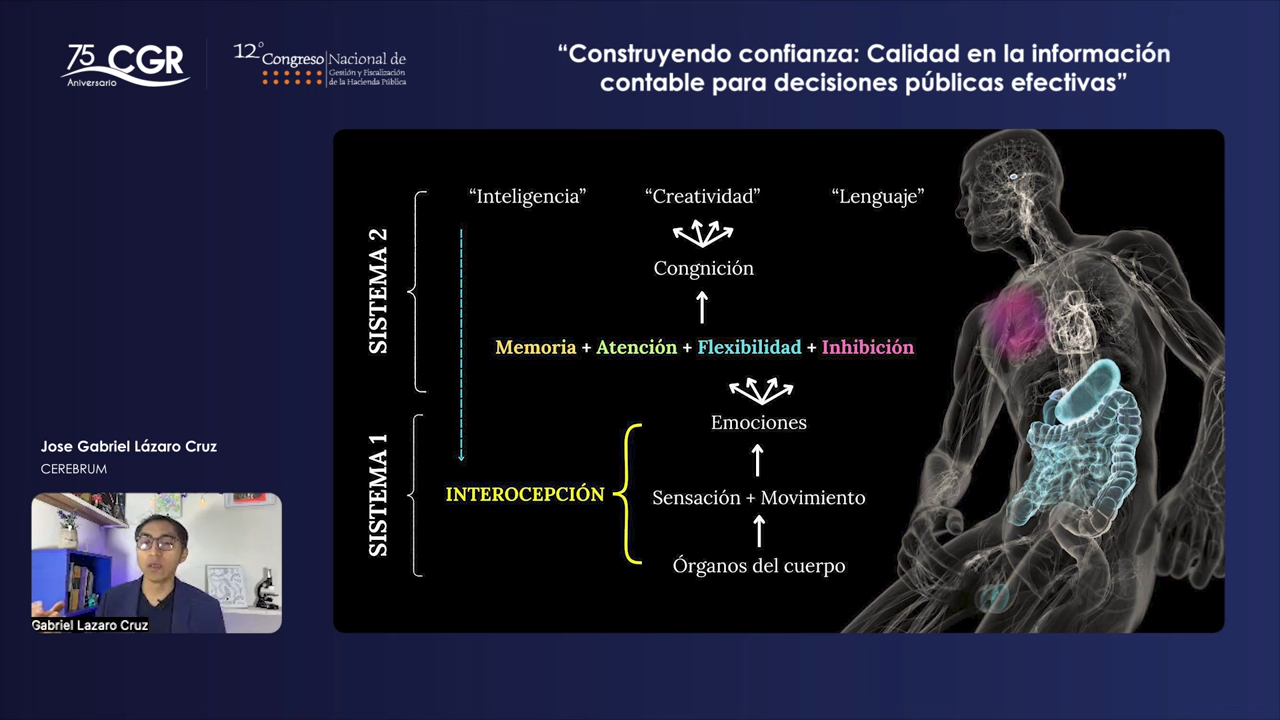 75 CGR
Aniversario
12° Congreso Nacional de
Gestión y Fiscalización
de la Hacienda Pública
“Construyendo confianza: Calidad en la información
contable para decisiones públicas efectivas”
SISTEMA 2
“Inteligencia” “Creatividad” “Lenguaje”
Congnición
Memoria + Atención + Flexibilidad + Inhibición
SISTEMA 1
Emociones
INTEROCEPCIÓN
Sensación + Movimiento
Órganos del cuerpo
Jose Gabriel Lázaro Cruz
CEREBRUM
Gabriel Lazaro Cruz